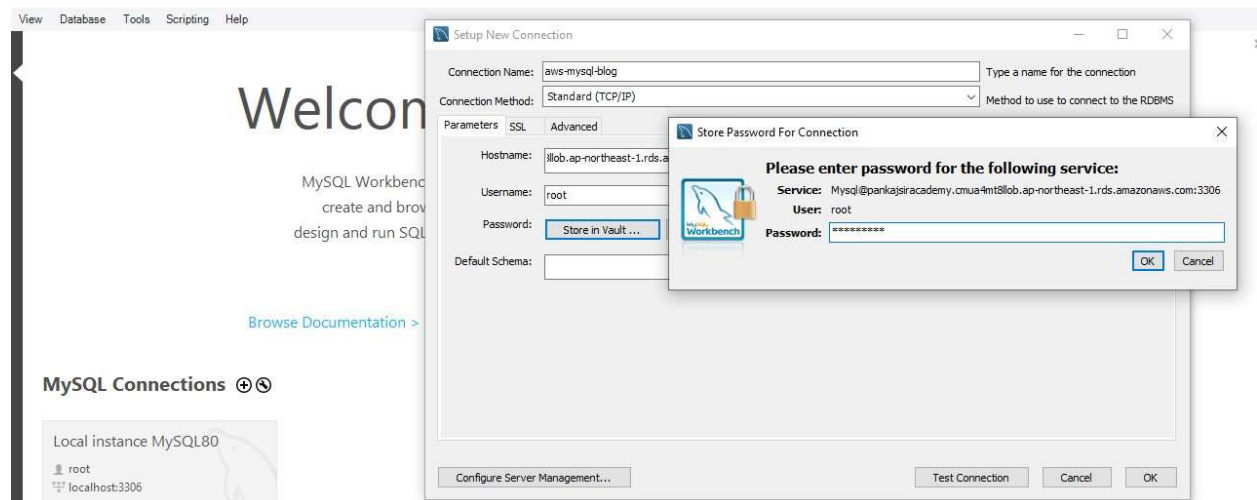 View Database Tools Scripting Help
Setup New Connection
Connection Name: aws-mysql-blog Type a name for the connection
Connection Method: Standard (TCP/IP) Method to use to connect to the RDBMS
Parameters SSL Advanced
Store Password For Connection
Hostname: .ap-northeast-1.rds.a
Username: root
Password: Store in Vault ...
Default Schema:
Please enter password for the following service:
Service: Mysql@pankajsiracademy.cmua4mt8llob.ap-northeast-1.rds.amazonaws.com:3306
User: root
MySQL
Workbench
Password: *********
OK Cancel
Welcon
MySQL Workbenc
create and brow
design and run SQL
Browse Documentation >
MySQL Connections
Local instance MySQL80
root
localhost:3306
Configure Server Management... Test Connection Cancel OK